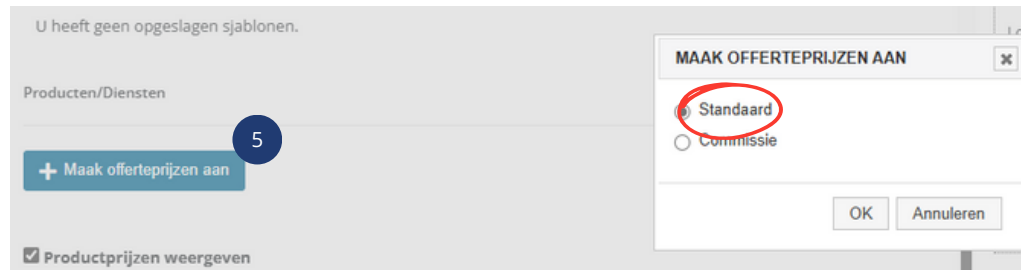 U heeft geen opgeslagen sjablonen.
Producten/Diensten
5
Maak offerteprijzen aan
Productprijzen weergeven
MAAK OFFERTEPRIJZEN AAN
Standaard
Commissie
OK Annuleren